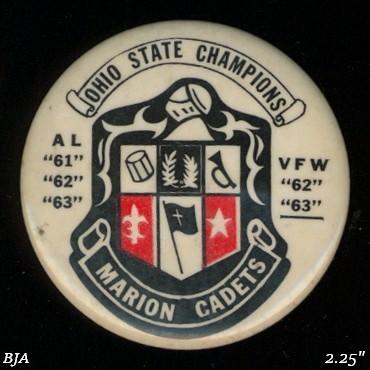 OHIO STATE CHAMPIONS
AL
"61"
"62"
"63"
VFW
"62"
"63"
MARION CADETS
BJA
2.25"